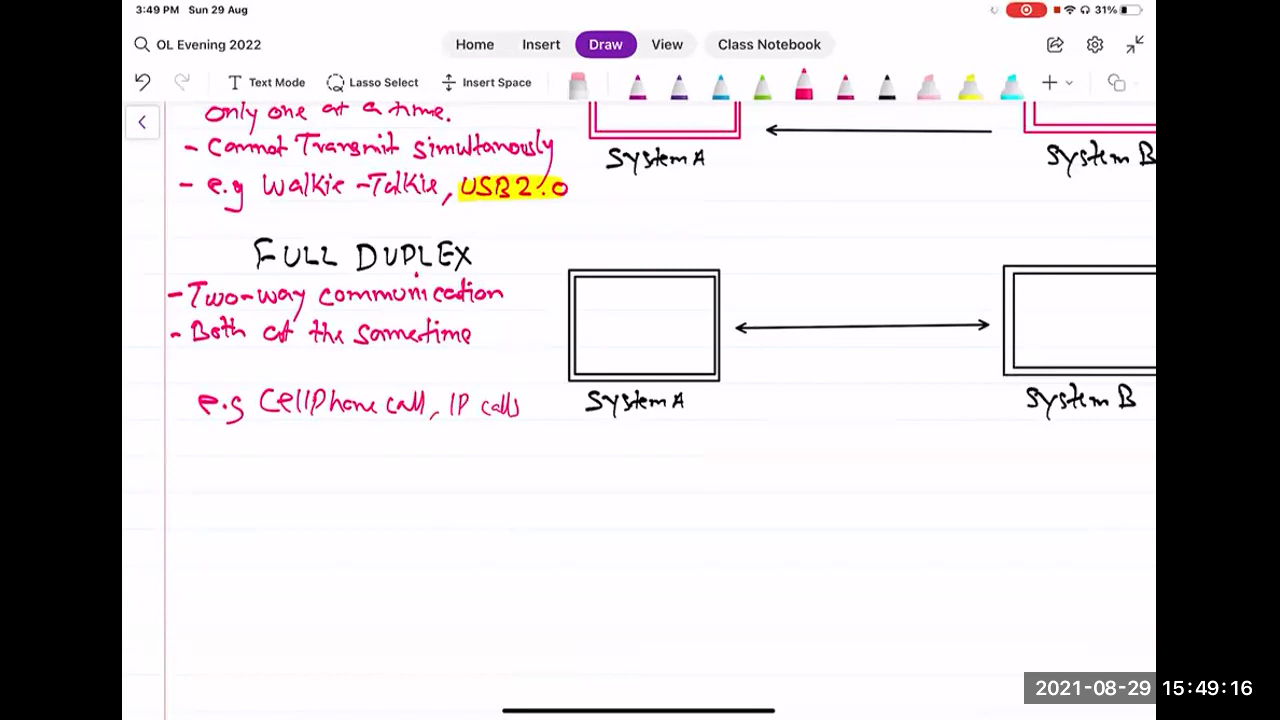 3:49 PM Sun 29 Aug 31%
OL Evening 2022 Home Insert Draw View Class Notebook
Text Mode Lasso Select Insert Space
Only one at a time.
- Cannot Transmit simultanously
System A System B
- e.g Walkie-Talkie, USB 2.0
FULL DUPLEX
- Two-way communication
- Both at the sametime
e.g Cellphone call, IP calls
System A System B
2021-08-29 15:49:16